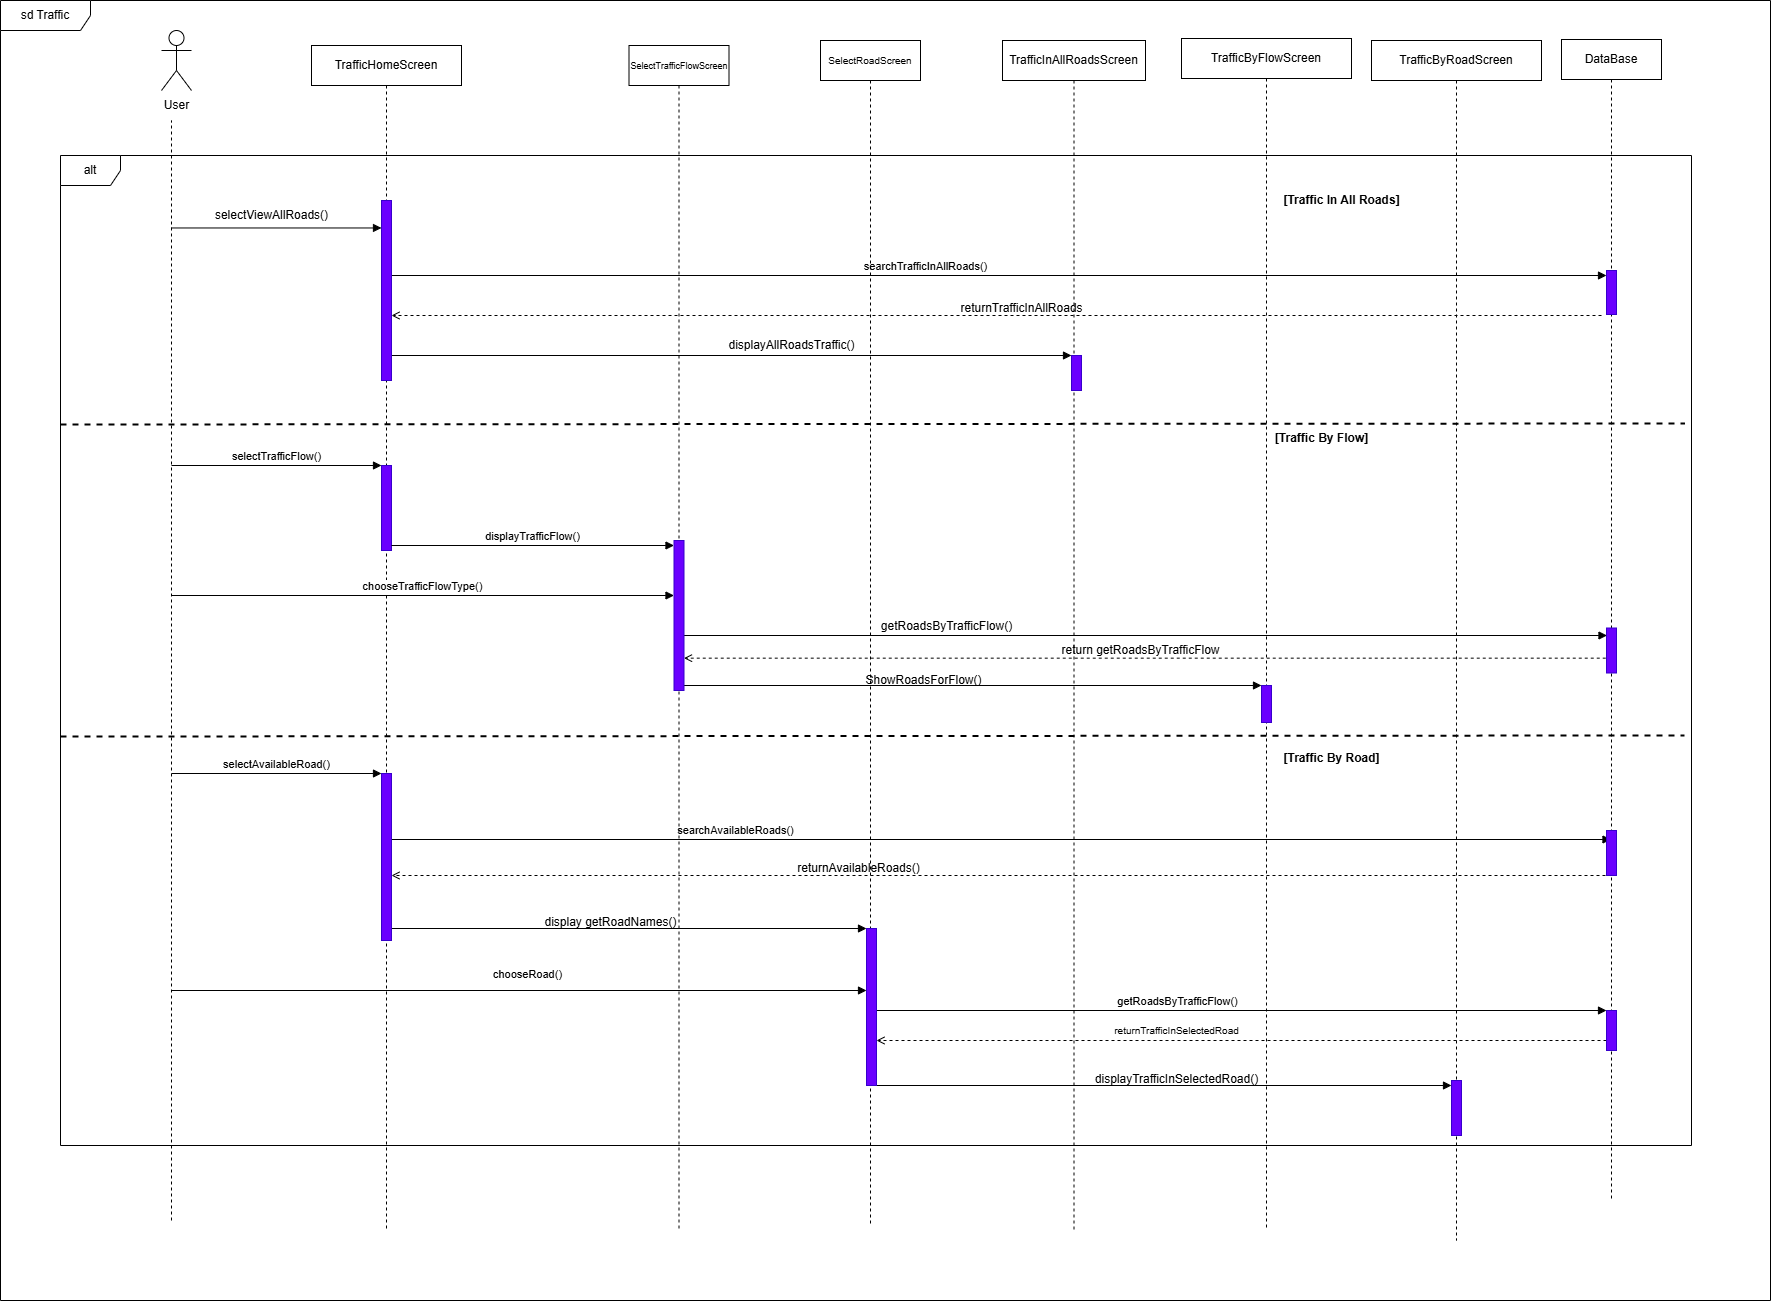 sd Traffic
User
TrafficHomeScreen
SelectTrafficFlowScreen
SelectRoadScreen
TrafficInAllRoadsScreen
TrafficByFlowScreen
TrafficByRoadScreen
DataBase
alt
[Traffic In All Roads]
selectViewAllRoads()
searchTrafficInAllRoads()
returnTrafficInAllRoads
displayAllRoadsTraffic()
[Traffic By Flow]
selectTrafficFlow()
displayTrafficFlow()
chooseTrafficFlowType()
getRoadsByTrafficFlow()
return getRoadsByTrafficFlow
ShowRoadsForFlow()
[Traffic By Road]
selectAvailableRoad()
searchAvailableRoads()
returnAvailableRoads()
display getRoadNames()
chooseRoad()
getRoadsByTrafficFlow()
returnTrafficInSelectedRoad
displayTrafficInSelectedRoad()